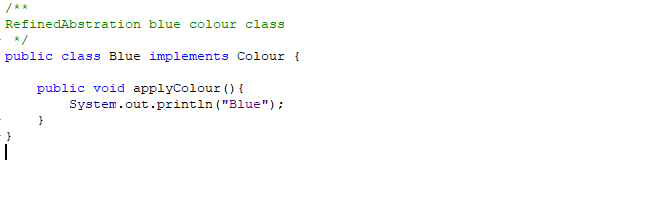 /**
RefinedAbstration blue colour class
*/
public class Blue implements Colour {
public void applyColour(){
System.out.println("Blue");
}
}